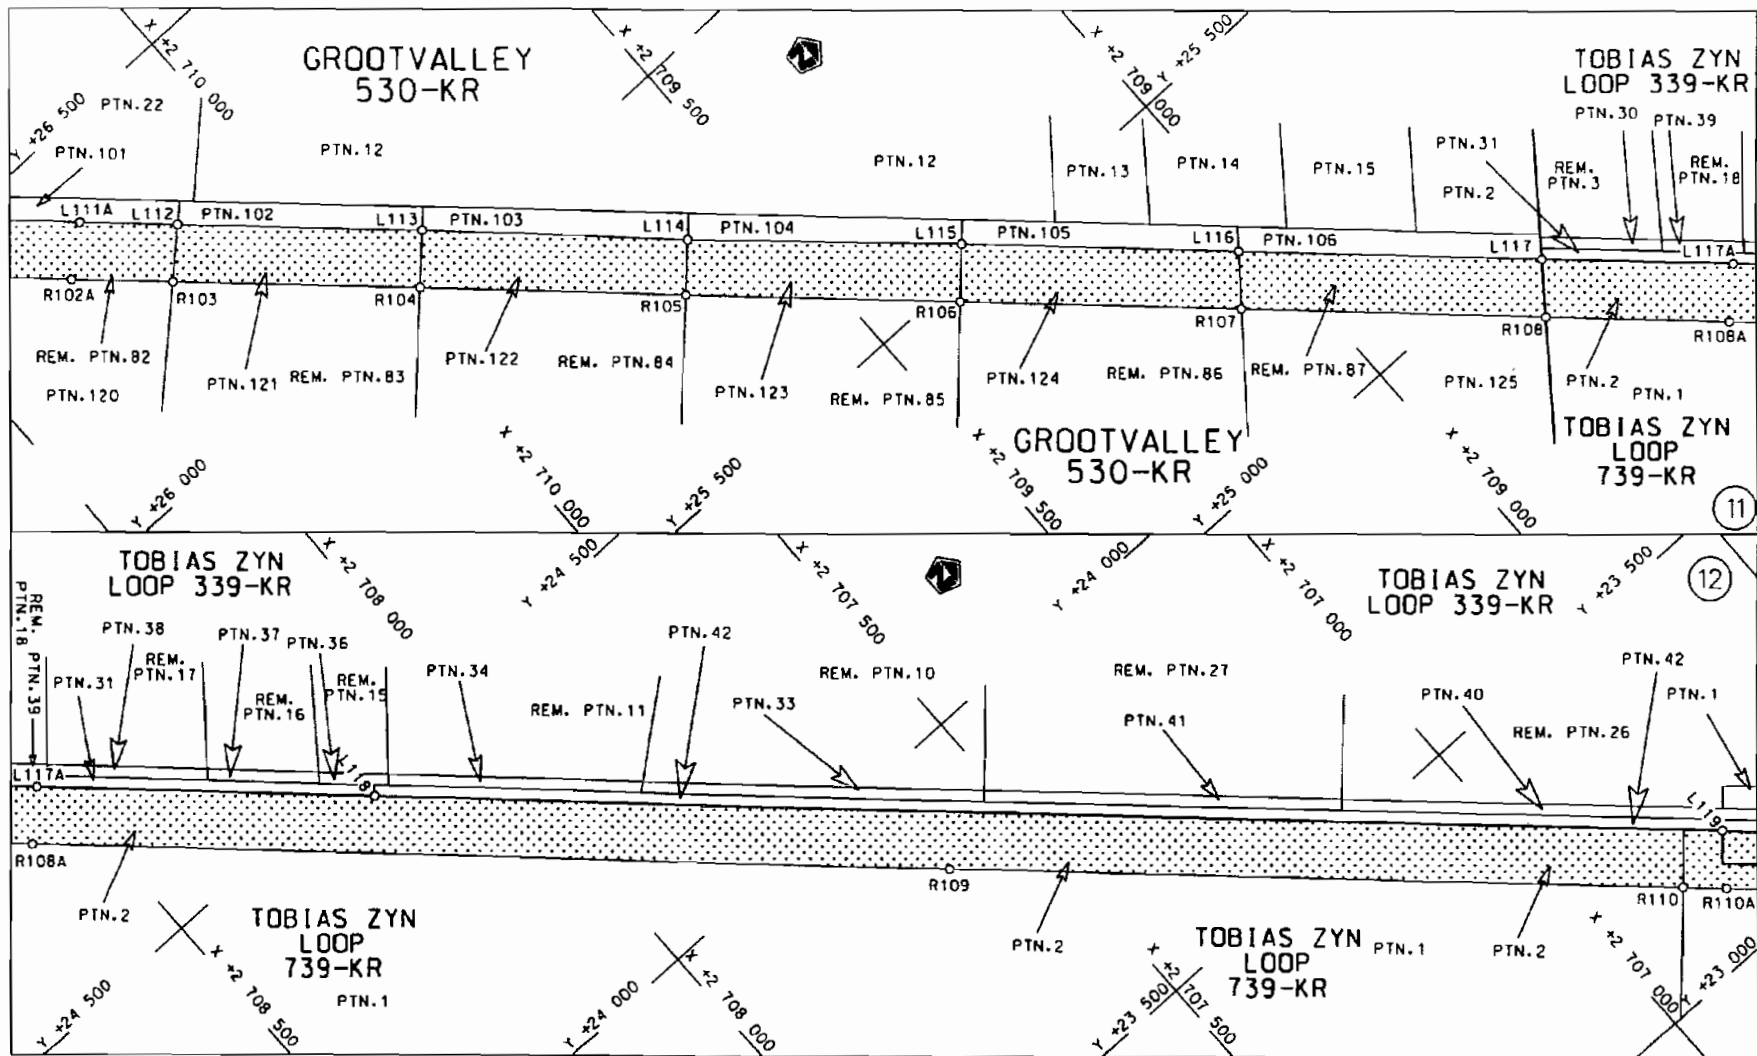 X +2 710 000
GROOTVALLEY
530-KR
X +2 709 500
X +2 709 000
Y +25 500
TOBIAS ZYN
LOOP 339-KR
Y +26 500
PTN.22
PTN.101
PTN.12
PTN.12
PTN.13
PTN.14
PTN.15
PTN.31
PTN.2
REM.
PTN.3
PTN.30
PTN.39
REM.
PTN.18
L111A
L112
PTN.102
L113
PTN.103
L114
PTN.104
L115
PTN.105
L116
PTN.106
L117
L117A
R102A
R103
R104
R105
R106
R107
R108
R108A
REM. PTN.82
PTN.120
PTN.121
REM. PTN.83
PTN.122
REM. PTN.84
PTN.123
REM. PTN.85
PTN.124
REM. PTN.86
REM. PTN.87
PTN.125
PTN.2
PTN.1
GROOTVALLEY
530-KR
TOBIAS ZYN
LOOP
739-KR
Y +26 000
X +2 710 000
Y +25 500
X +2 709 500
Y +25 000
X +2 709 000
11
TOBIAS ZYN
LOOP 339-KR
X +2 708 000
Y +24 500
X +2 707 500
Y +24 000
X +2 707 000
TOBIAS ZYN
LOOP 339-KR
Y +23 500
12
REM.
PTN.18
PTN.39
PTN.38
PTN.31
REM.
PTN.17
PTN.37
REM.
PTN.16
PTN.36
REM.
PTN.15
PTN.34
REM. PTN.11
PTN.42
PTN.33
REM. PTN.10
REM. PTN.27
PTN.41
PTN.40
REM. PTN.26
PTN.42
PTN.1
L117A
L118
L119
R108A
R109
R110
R110A
PTN.2
TOBIAS ZYN
LOOP
739-KR
PTN.1
PTN.2
TOBIAS ZYN
LOOP
739-KR
PTN.1
PTN.2
Y +24 500
X +2 708 500
Y +24 000
X +2 708 000
Y +23 500
X +2 707 500
X +2 707 000
Y +23 000